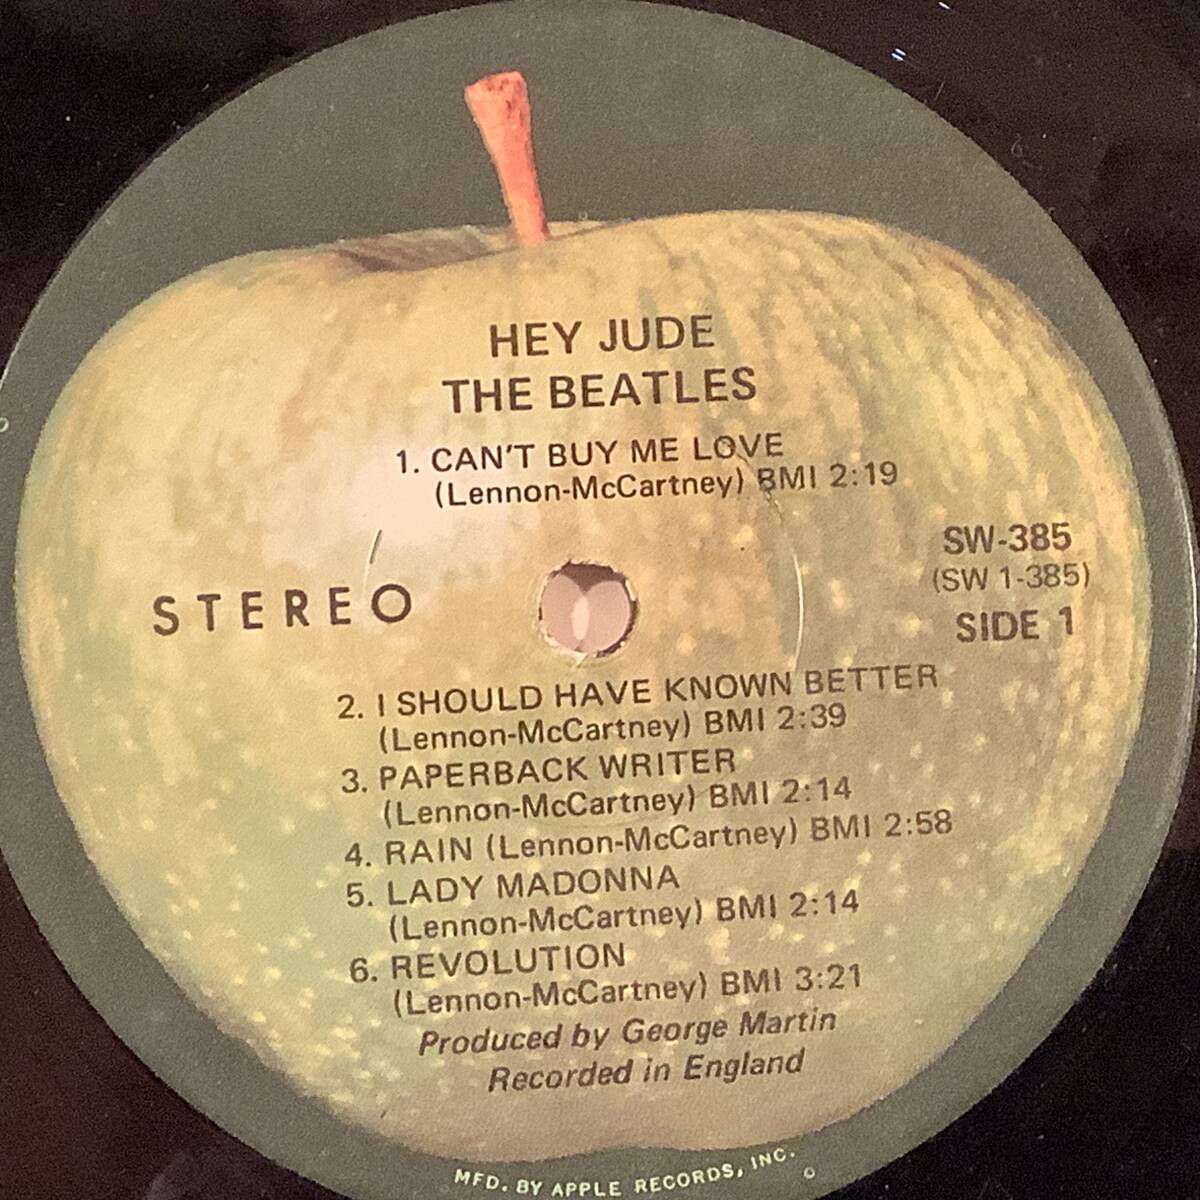 HEY JUDE
THE BEATLES
1. CAN'T BUY ME LOVE
(Lennon-McCartney) BMI 2:19
STEREO
SW-385
(SW 1-385)
SIDE 1
2. I SHOULD HAVE KNOWN BETTER
(Lennon-McCartney) BMI 2:39
3. PAPERBACK WRITER
(Lennon-McCartney) BMI 2:14
4. RAIN (Lennon-McCartney) BMI 2:58
5. LADY MADONNA
(Lennon-McCartney) BMI 2:14
6. REVOLUTION
(Lennon-McCartney) BMI 3:21
Produced by George Martin
Recorded in England
MFD. BY APPLE RECORDS, INC.